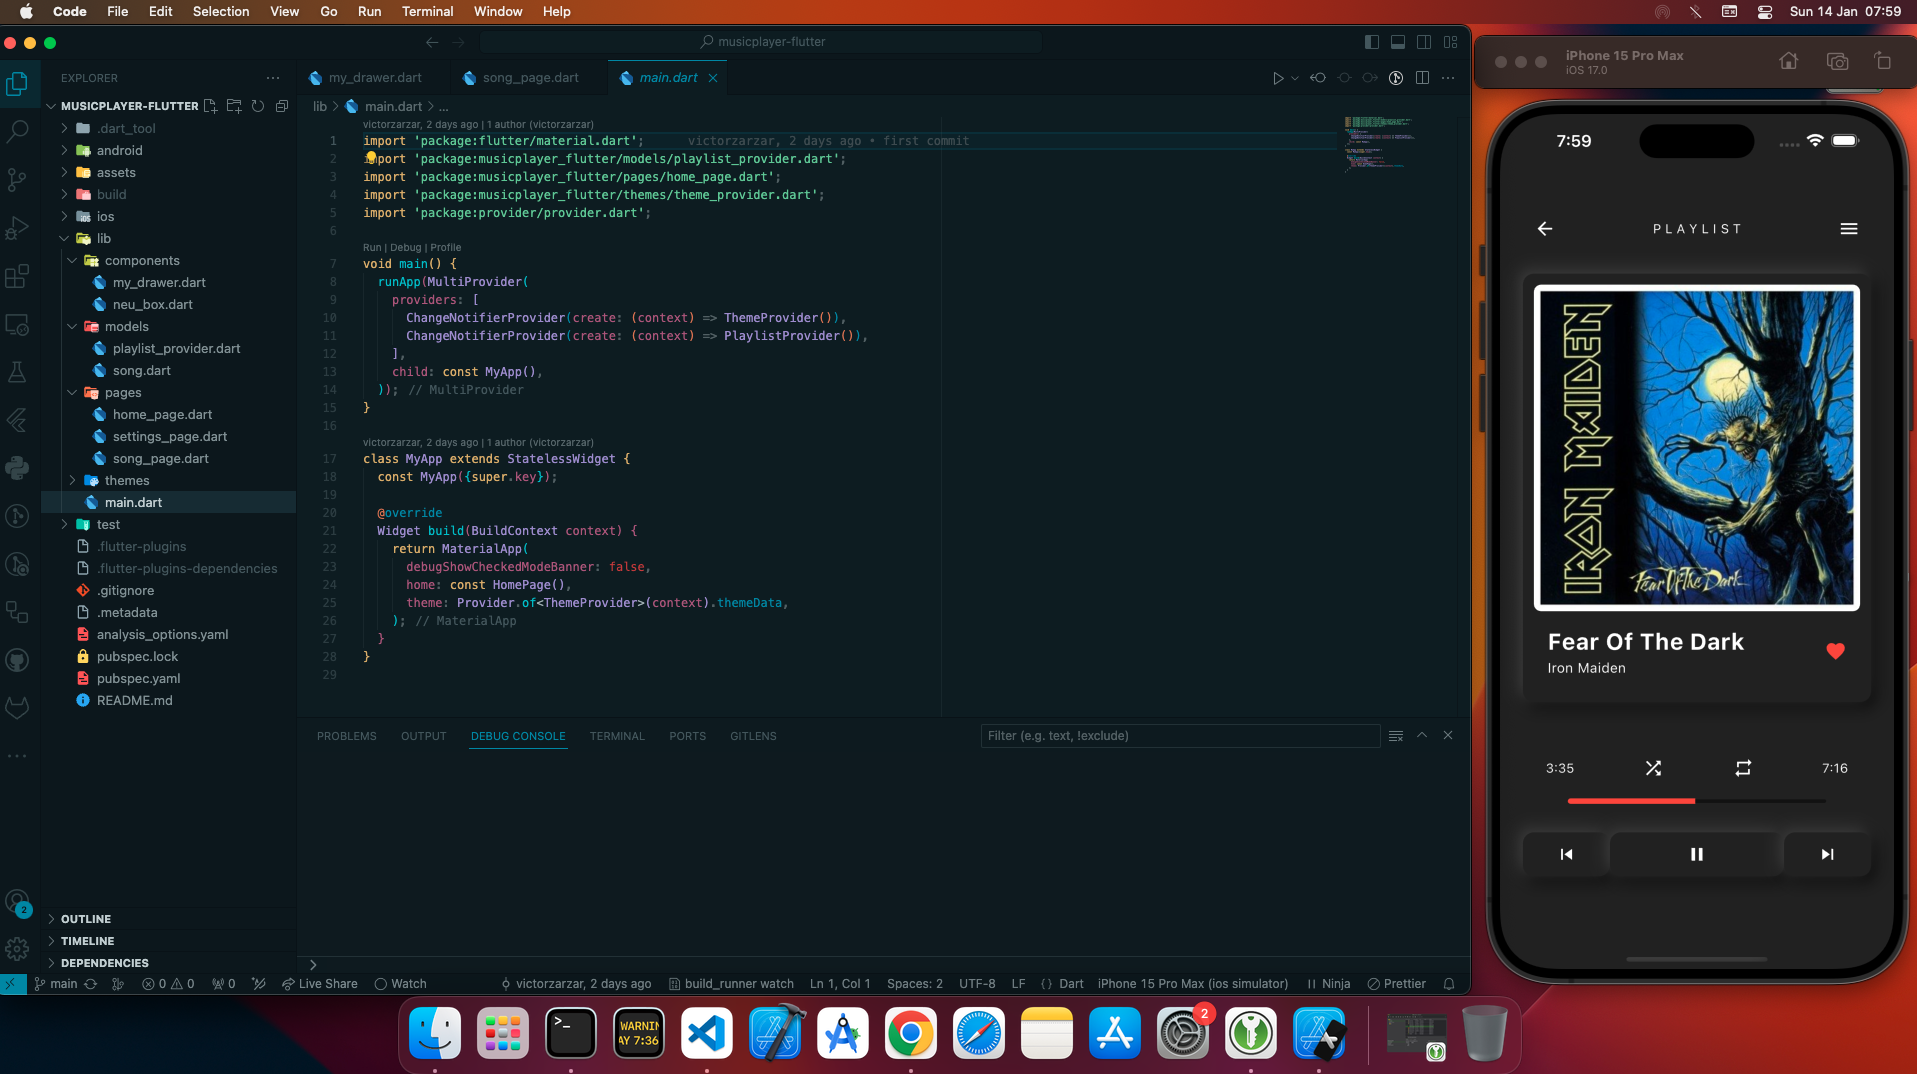 Code File Edit Selection View Go Run Terminal Window Help
Sun 14 Jan 07:59
musicplayer-flutter
EXPLORER
MUSICPLAYER-FLUTTER
.dart_tool
android
assets
build
ios
lib
components
my_drawer.dart
neu_box.dart
models
playlist_provider.dart
song.dart
pages
home_page.dart
settings_page.dart
song_page.dart
themes
main.dart
test
.flutter-plugins
.flutter-plugins-dependencies
.gitignore
.metadata
analysis_options.yaml
pubspec.lock
pubspec.yaml
README.md
OUTLINE
TIMELINE
DEPENDENCIES
2
my_drawer.dart song_page.dart main.dart
lib > main.dart > ...
victorzarzar, 2 days ago | 1 author (victorzarzar)
1 import 'package:flutter/material.dart'; victorzarzar, 2 days ago • first commit
2 import 'package:musicplayer_flutter/models/playlist_provider.dart';
3 import 'package:musicplayer_flutter/pages/home_page.dart';
4 import 'package:musicplayer_flutter/themes/theme_provider.dart';
5 import 'package:provider/provider.dart';
6
Run | Debug | Profile
7 void main() {
8 runApp(MultiProvider(
9 providers: [
10 ChangeNotifierProvider(create: (context) => ThemeProvider()),
11 ChangeNotifierProvider(create: (context) => PlaylistProvider()),
12 ],
13 child: const MyApp(),
14 )); // MultiProvider
15 }
16
victorzarzar, 2 days ago | 1 author (victorzarzar)
17 class MyApp extends StatelessWidget {
18 const MyApp({super.key});
19
20 @override
21 Widget build(BuildContext context) {
22 return MaterialApp(
23 debugShowCheckedModeBanner: false,
24 home: const HomePage(),
25 theme: Provider.of<ThemeProvider>(context).themeData,
26 ); // MaterialApp
27 }
28 }
29
PROBLEMS OUTPUT DEBUG CONSOLE TERMINAL PORTS GITLENS
Filter (e.g. text, !exclude)
main 0 0 0 Live Share Watch
victorzarzar, 2 days ago build_runner watch Ln 1, Col 1 Spaces: 2 UTF-8 LF {} Dart iPhone 15 Pro Max (ios simulator) Ninja Prettier
iPhone 15 Pro Max
iOS 17.0
7:59
PLAYLIST
IRON MAIDEN
Fear Of The Dark
Fear Of The Dark
Iron Maiden
3:35 7:16
WARNIN
AY 7:36
2